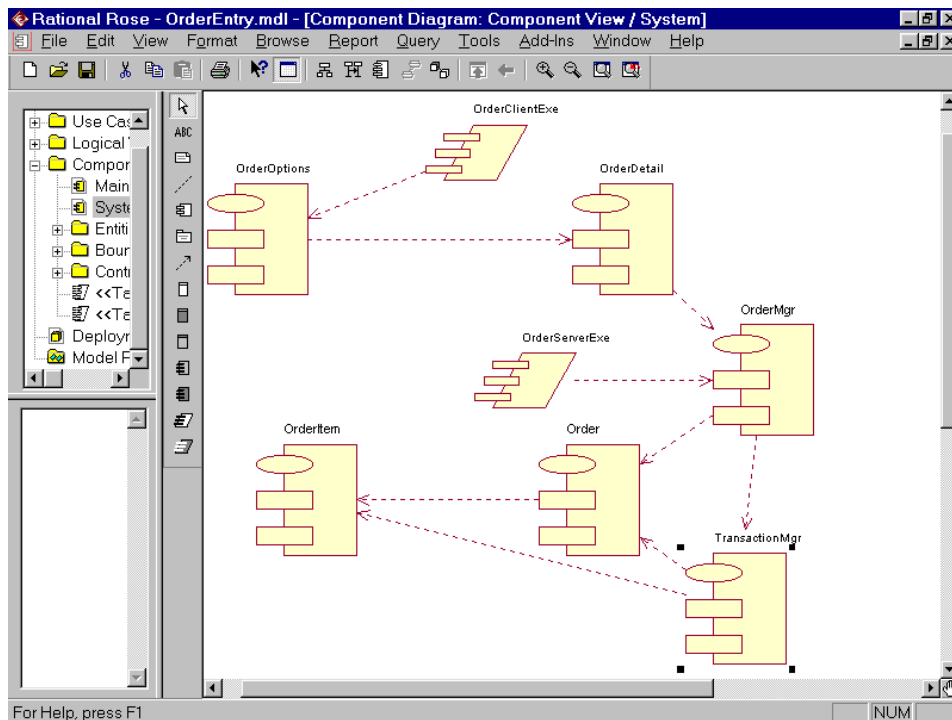 Rational Rose - OrderEntry.mdl - [Component Diagram: Component View / System]
File Edit View Format Browse Report Query Tools Add-Ins Window Help
ABC
Use Cas
Logical
Compor
Main
Syste
Entiti
Bour
Conti
<<Ta
<<Ta
Deployr
Model F
OrderClientExe
OrderOptions
OrderDetail
OrderMgr
OrderServerExe
OrderItem
Order
TransactionMgr
For Help, press F1
NUM